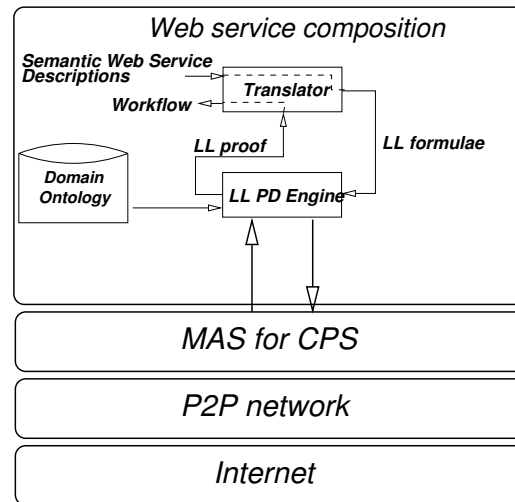 Web service composition
Semantic Web Service
Descriptions
Translator
Workflow
LL proof
LL formulae
Domain
Ontology
LL PD Engine
MAS for CPS
P2P network
Internet